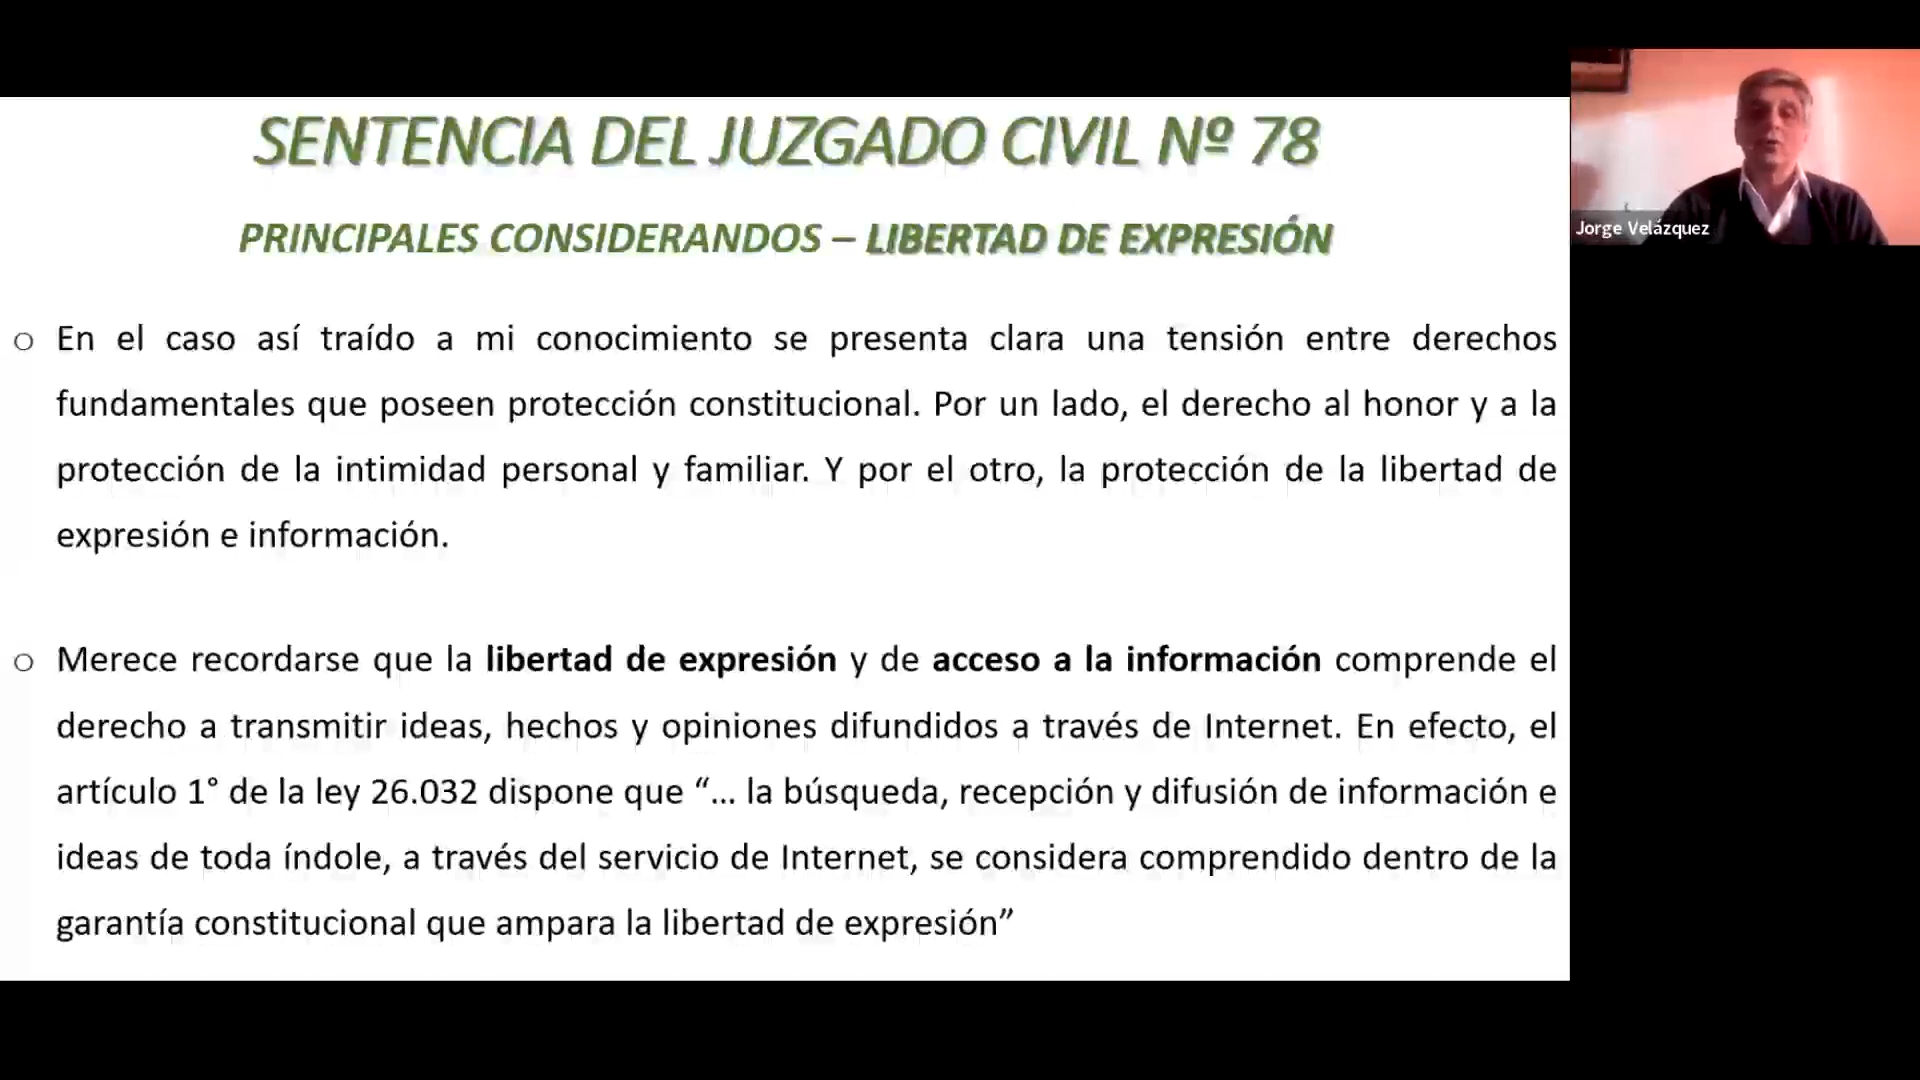 SENTENCIA DEL JUZGADO CIVIL Nº 78
PRINCIPALES CONSIDERANDOS – LIBERTAD DE EXPRESIÓN
o En el caso así traído a mi conocimiento se presenta clara una tensión entre derechos
fundamentales que poseen protección constitucional. Por un lado, el derecho al honor y a la
protección de la intimidad personal y familiar. Y por el otro, la protección de la libertad de
expresión e información.
o Merece recordarse que la libertad de expresión y de acceso a la información comprende el
derecho a transmitir ideas, hechos y opiniones difundidos a través de Internet. En efecto, el
artículo 1° de la ley 26.032 dispone que “... la búsqueda, recepción y difusión de información e
ideas de toda índole, a través del servicio de Internet, se considera comprendido dentro de la
garantía constitucional que ampara la libertad de expresión”
Jorge Velázquez